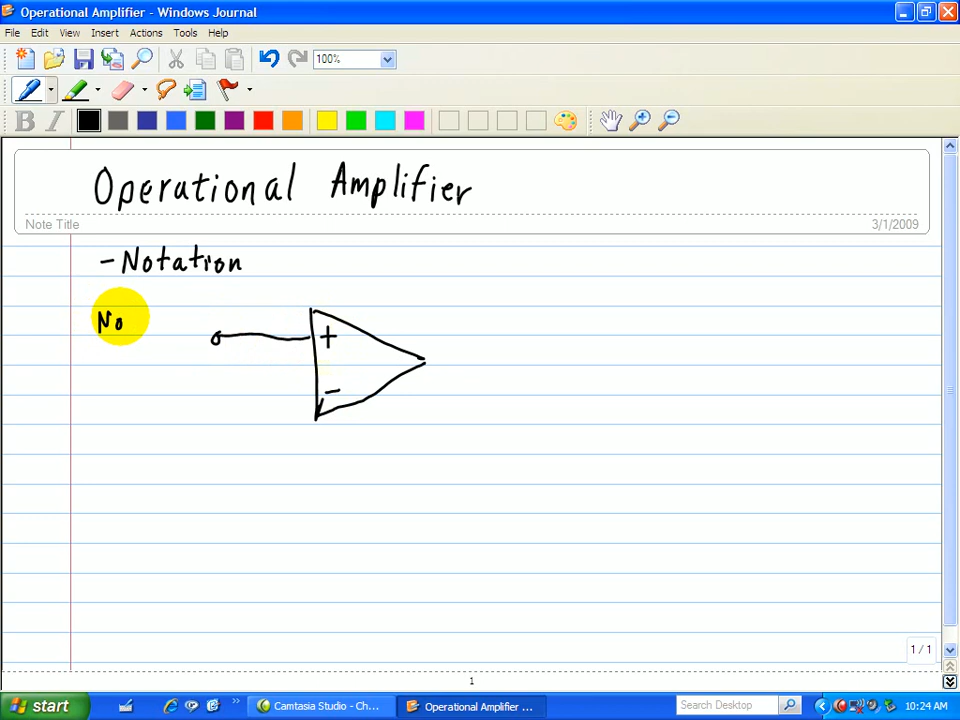 Operational Amplifier - Windows Journal
File Edit View Insert Actions Tools Help
100%
B I
Operational Amplifier
Note Title
3/1/2009
- Notation
No
+
-
1 / 1
1
start
Camtasia Studio - Ch...
Operational Amplifier ...
Search Desktop
10:24 AM